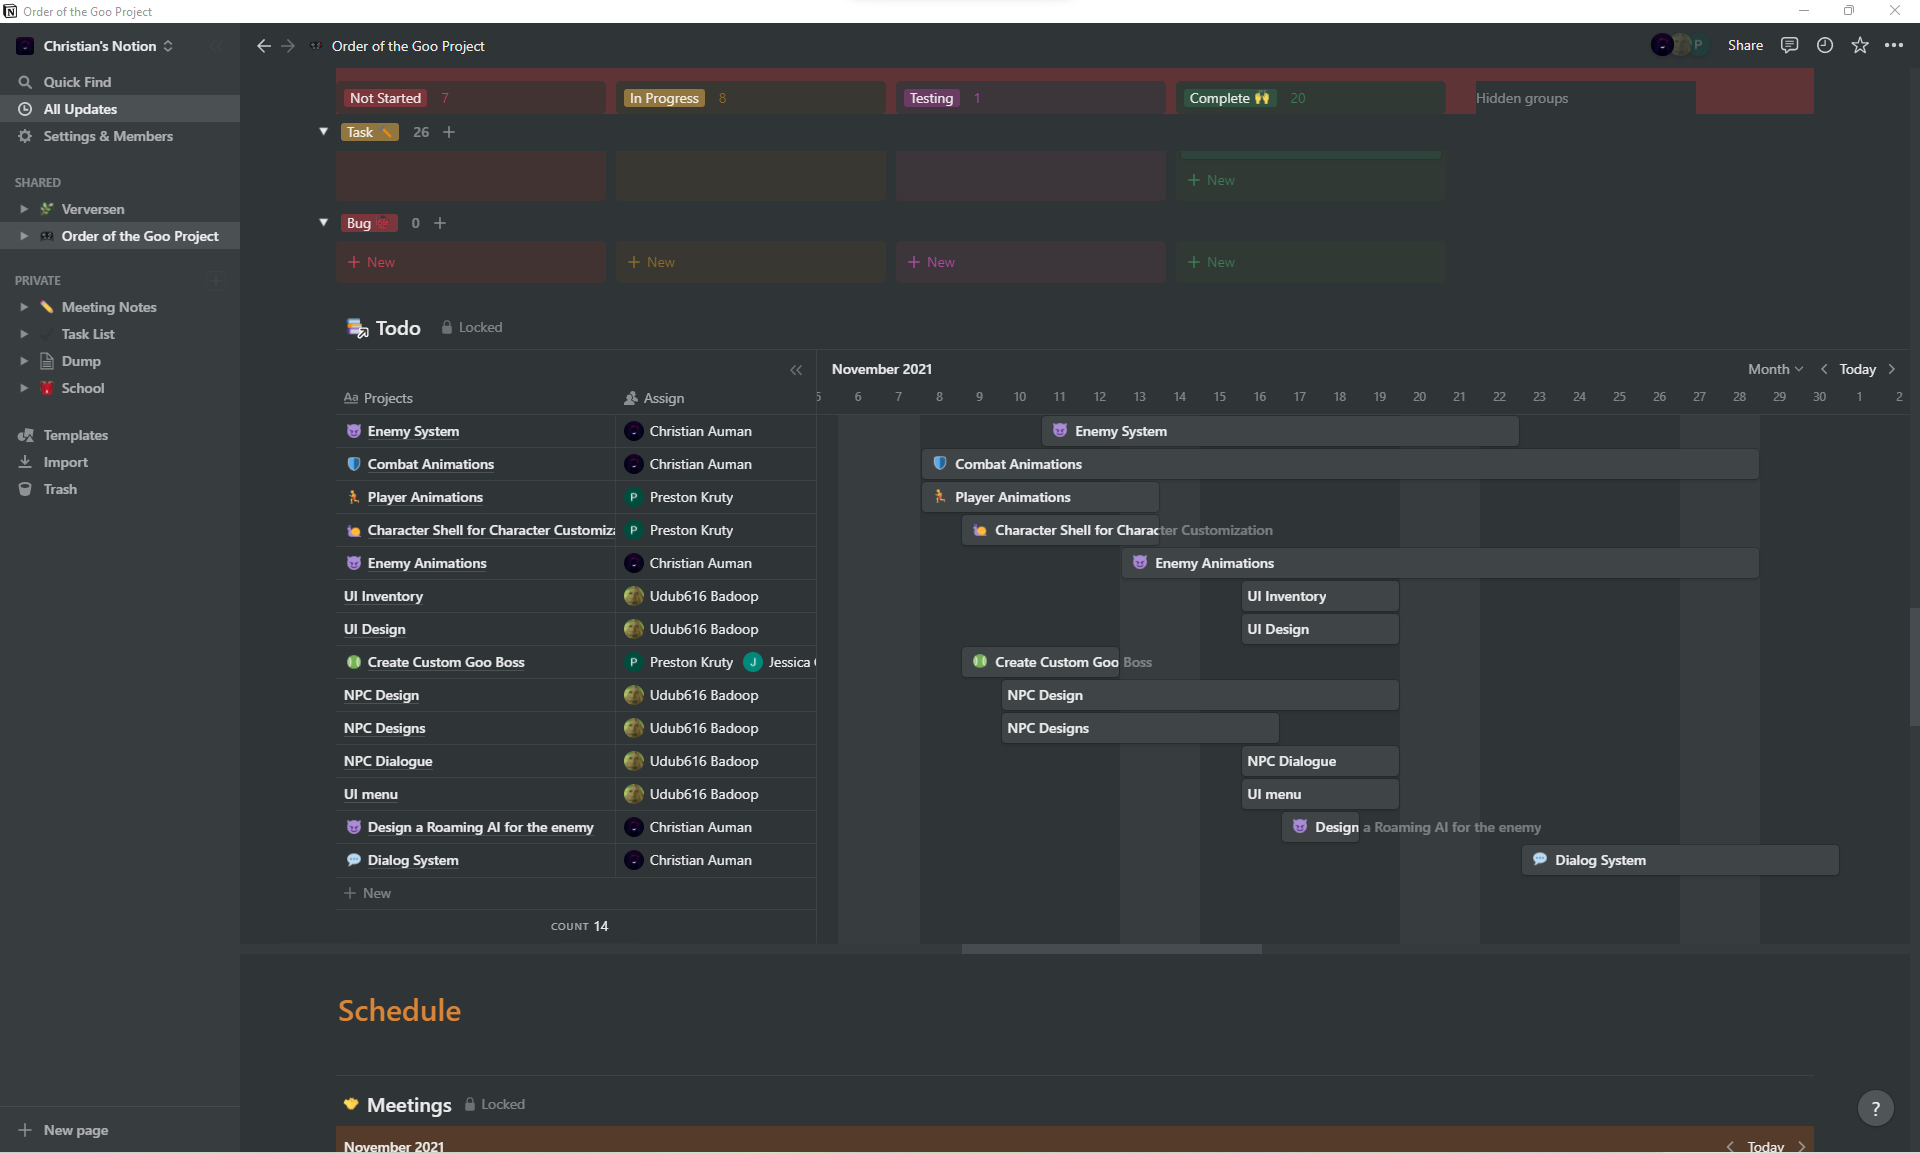 Order of the Goo Project
Christian's Notion
Order of the Goo Project
P
Share
Quick Find
All Updates
Settings & Members
SHARED
Verversen
Order of the Goo Project
PRIVATE
Meeting Notes
Task List
Dump
School
Templates
Import
Trash
New page
Not Started 7
In Progress 8
Testing 1
Complete 20
Hidden groups
Task 26
New
Bug 0
New
New
New
New
Todo Locked
November 2021
Month
Today
Aa Projects
Assign
5 6 7 8 9 10 11 12 13 14 15 16 17 18 19 20 21 22 23 24 25 26 27 28 29 30 1 2
Enemy System Christian Auman Enemy System
Combat Animations Christian Auman Combat Animations
Player Animations P Preston Kruty Player Animations
Character Shell for Character Customiz P Preston Kruty Character Shell for Character Customization
Enemy Animations Christian Auman Enemy Animations
UI Inventory Udub616 Badoop UI Inventory
UI Design Udub616 Badoop UI Design
Create Custom Goo Boss P Preston Kruty J Jessica Create Custom Goo Boss
NPC Design Udub616 Badoop NPC Design
NPC Designs Udub616 Badoop NPC Designs
NPC Dialogue Udub616 Badoop NPC Dialogue
UI menu Udub616 Badoop UI menu
Design a Roaming AI for the enemy Christian Auman Design a Roaming AI for the enemy
Dialog System Christian Auman Dialog System
New
COUNT 14
Schedule
Meetings Locked
?
November 2021
Today